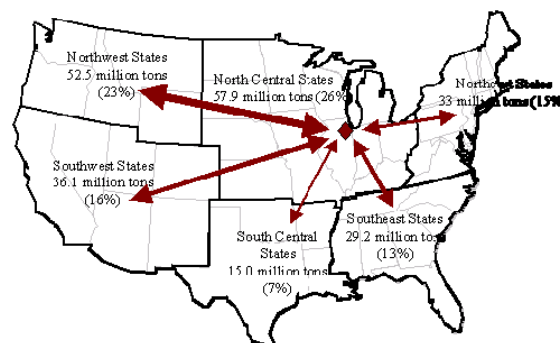 Northwest States
52.5 million tons
(23%)
North Central States
57.9 million tons (26%)
Northeast States
33 million tons (15%)
Southwest States
36.1 million tons
(16%)
South Central
States
15.0 million tons
(7%)
Southeast States
29.2 million tons
(13%)